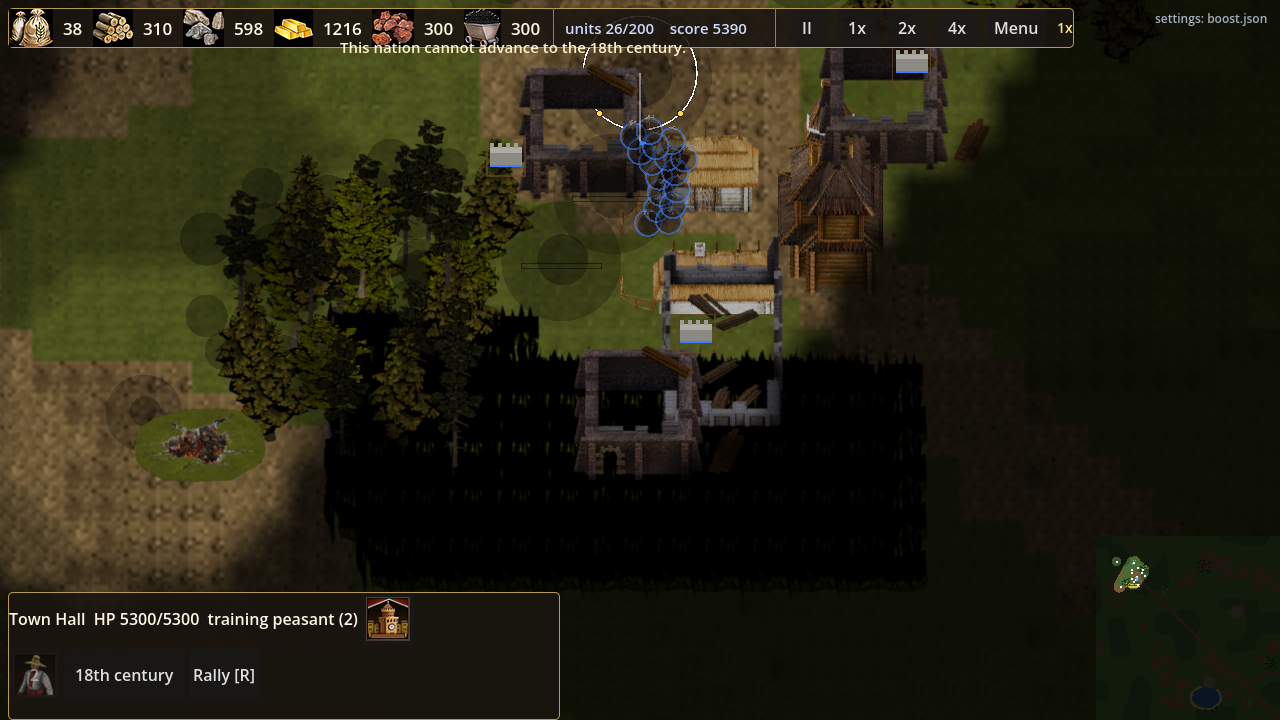 38 310 598 1216 300 300 units 26/200 score 5390 II 1x 2x 4x Menu 1x
settings: boost.json
This nation cannot advance to the 18th century.
Town Hall HP 5300/5300 training peasant (2)
2 18th century Rally [R]